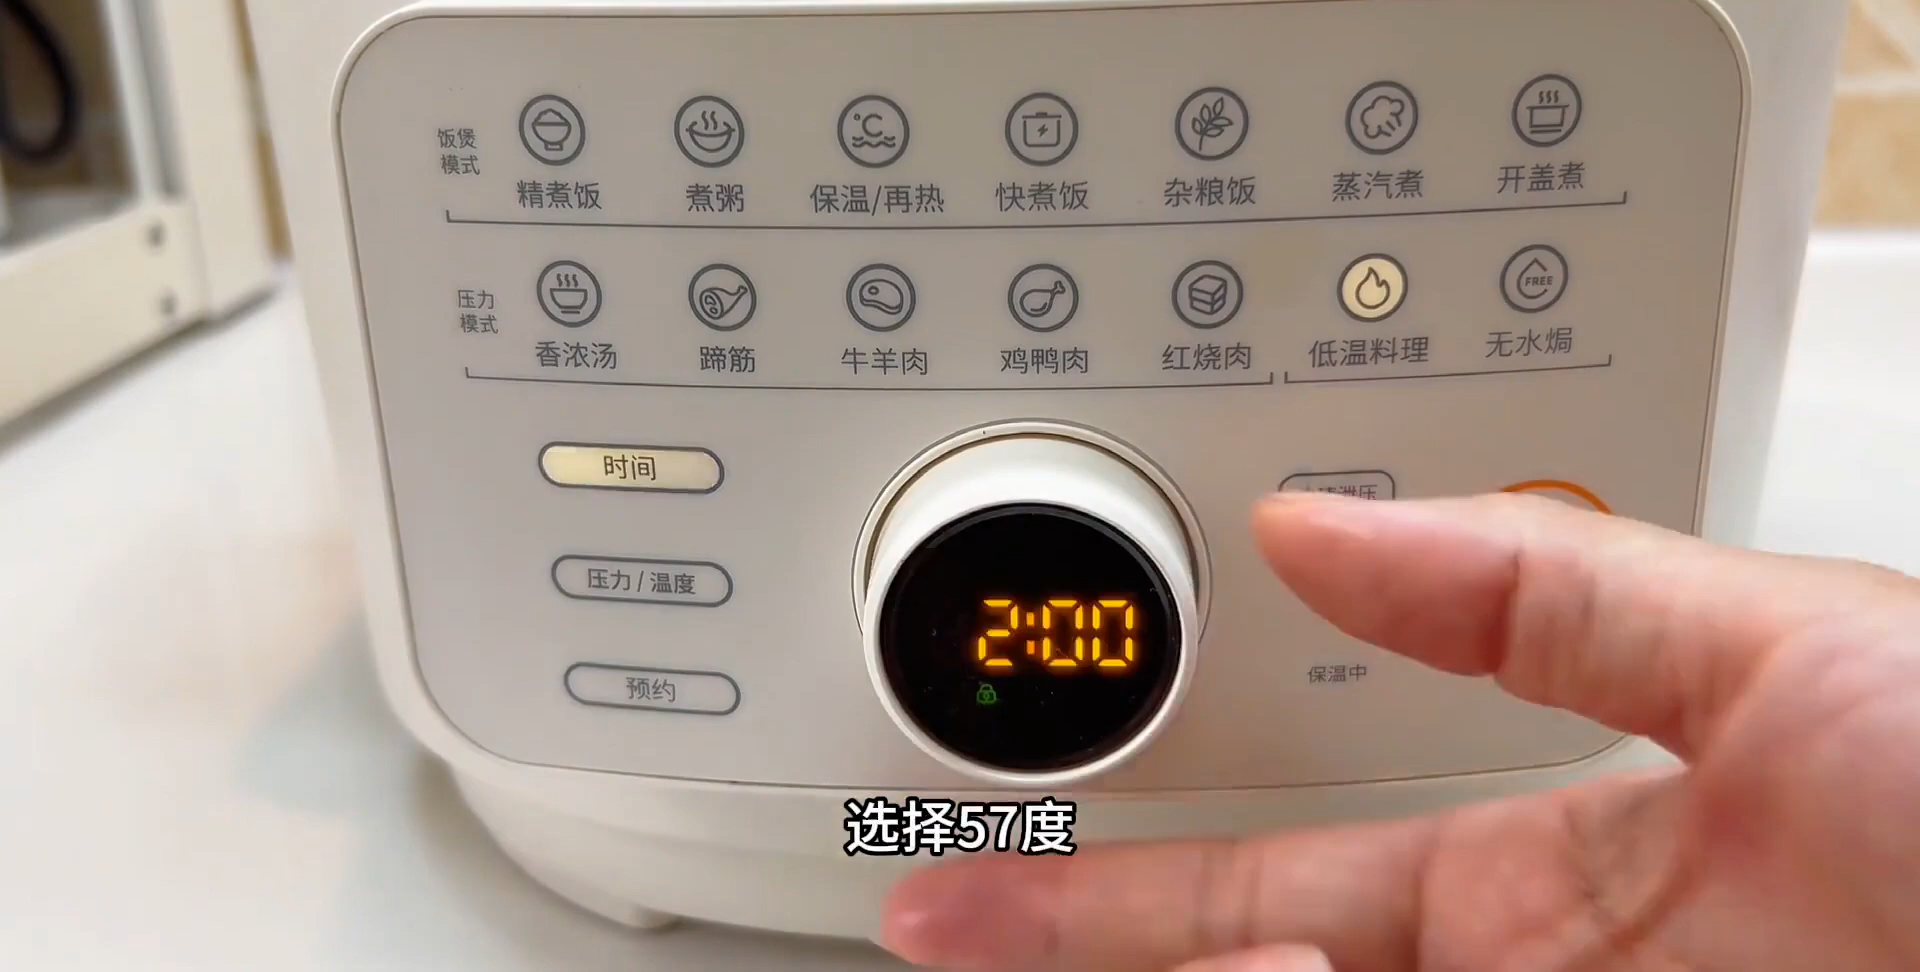 饭煲
模式
精煮饭
煮粥
保温/再热
快煮饭
杂粮饭
蒸汽煮
开盖煮
压力
模式
香浓汤
蹄筋
牛羊肉
鸡鸭肉
红烧肉
低温料理
FREE
无水焗
时间
压力/温度
预约
2:00
泄压
保温中
选择57度